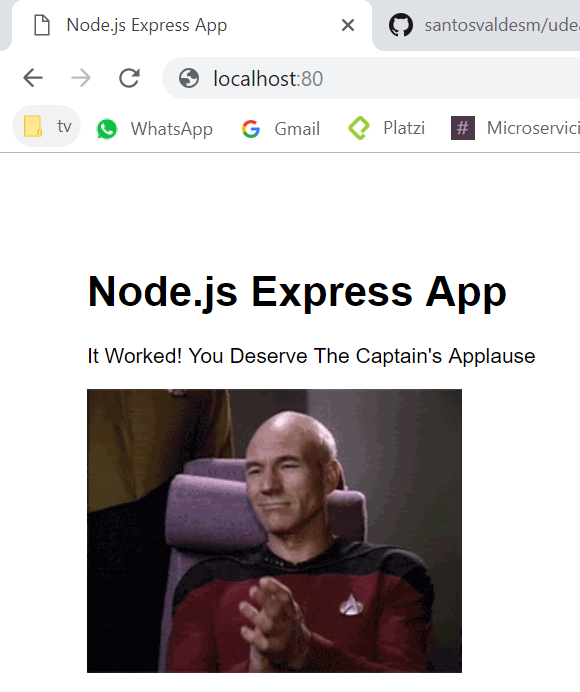 Node.js Express App
santosvaldesm/udea
localhost:80
tv WhatsApp Gmail Platzi # Microservici
Node.js Express App
It Worked! You Deserve The Captain's Applause